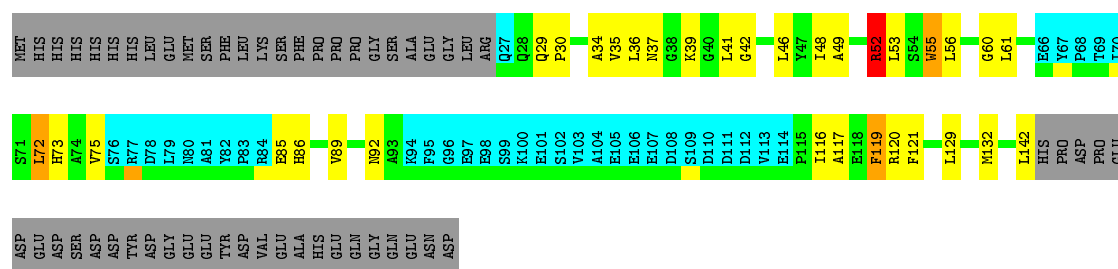 MET HIS HIS HIS HIS HIS HIS LEU GLU MET SER PHE LEU LYS SER PHE PRO PRO PRO GLY SER ALA GLU GLY LEU ARG Q27 Q28 Q29 P30 A34 V35 L36 N37 G38 K39 G40 L41 G42 L46 Y47 I48 A49 R52 L53 S54 W55 L56 G60 L61 E66 Y67 P68 T69 I70
S71 L72 H73 A74 V75 S76 R77 D78 L79 N80 A81 Y82 P83 R84 E85 H86 V89 N92 A93 K94 F95 G96 E97 E98 S99 K100 E101 S102 V103 A104 E105 E106 E107 D108 S109 D110 D111 D112 V113 E114 P115 I116 A117 E118 F119 R120 F121 L129 M132 L142 HIS PRO ASP PRO GLU
ASP GLU ASP SER ASP ASP TYR ASP GLY GLU GLU TYR ASP VAL GLU ALA HIS GLU GLN GLY GLN GLU ASN ASP